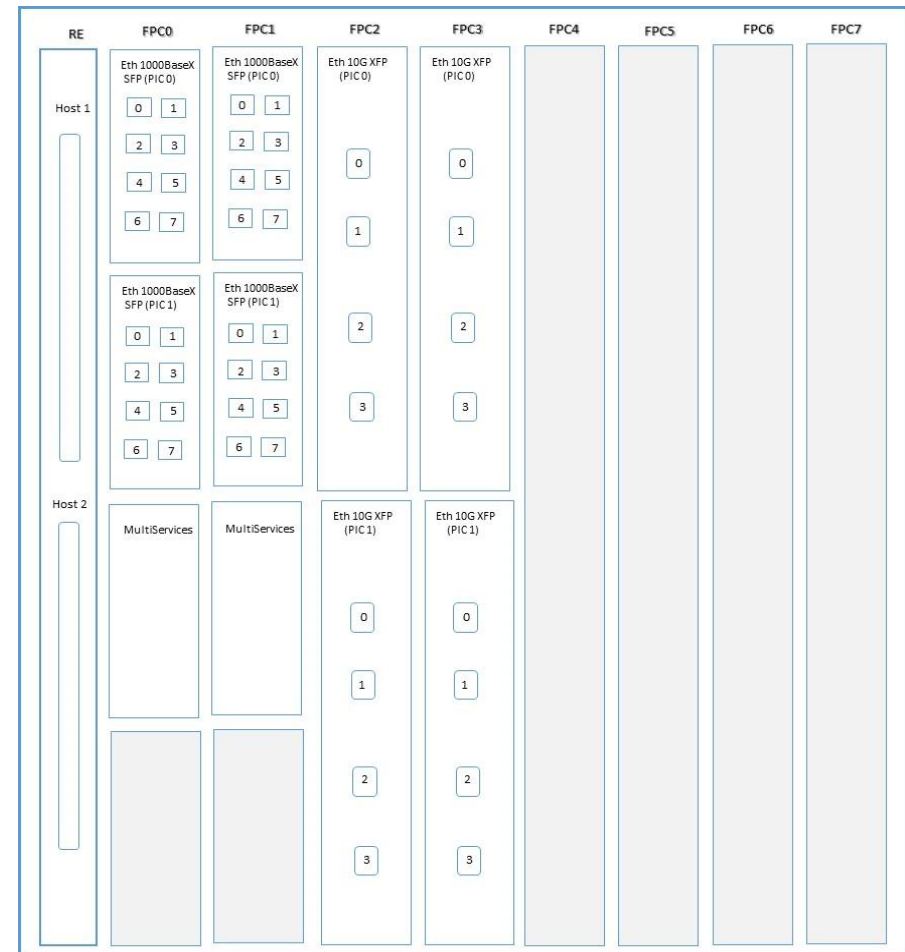 RE
FPC0
FPC1
FPC2
FPC3
FPC4
FPC5
FPC6
FPC7
Host 1
Host 2
Eth 1000BaseX
SFP (PIC 0)
0 1
2 3
4 5
6 7
Eth 1000BaseX
SFP (PIC 1)
0 1
2 3
4 5
6 7
MultiServices
Eth 1000BaseX
SFP (PIC 0)
0 1
2 3
4 5
6 7
Eth 1000BaseX
SFP (PIC 1)
0 1
2 3
4 5
6 7
MultiServices
Eth 10G XFP
(PIC 0)
0
1
2
3
Eth 10G XFP
(PIC 1)
0
1
2
3
Eth 10G XFP
(PIC 0)
0
1
2
3
Eth 10G XFP
(PIC 1)
0
1
2
3